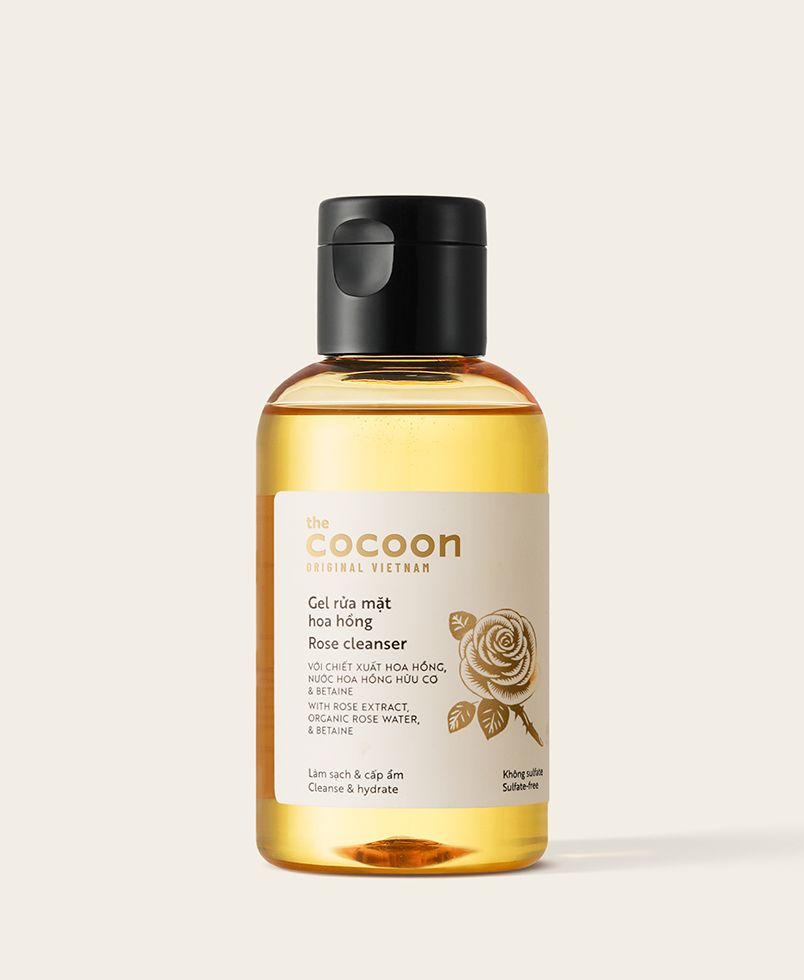 the
cocoon
ORIGINAL VIETNAM
Gel rửa mặt
hoa hồng
Rose cleanser
VỚI CHIẾT XUẤT HOA HỒNG,
NƯỚC HOA HỒNG HỮU CƠ
& BETAINE
WITH ROSE EXTRACT,
ORGANIC ROSE WATER,
& BETAINE
Làm sạch & cấp ẩm
Cleanse & hydrate
Không sulfate
Sulfate-free